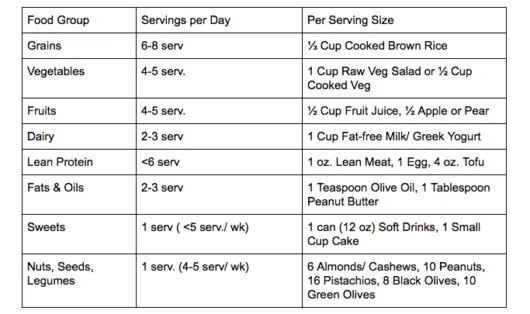 Food Group Servings per Day Per Serving Size
Grains 6-8 serv ⅓ Cup Cooked Brown Rice
Vegetables 4-5 serv. 1 Cup Raw Veg Salad or ½ Cup
Cooked Veg
Fruits 4-5 serv. ½ Cup Fruit Juice, ½ Apple or Pear
Dairy 2-3 serv 1 Cup Fat-free Milk/ Greek Yogurt
Lean Protein <6 serv 1 oz. Lean Meat, 1 Egg, 4 oz. Tofu
Fats & Oils 2-3 serv 1 Teaspoon Olive Oil, 1 Tablespoon
Peanut Butter
Sweets 1 serv ( <5 serv./ wk) 1 can (12 oz) Soft Drinks, 1 Small
Cup Cake
Nuts, Seeds, 1 serv. (4-5 serv/ wk) 6 Almonds/ Cashews, 10 Peanuts,
Legumes 16 Pistachios, 8 Black Olives, 10
Green Olives